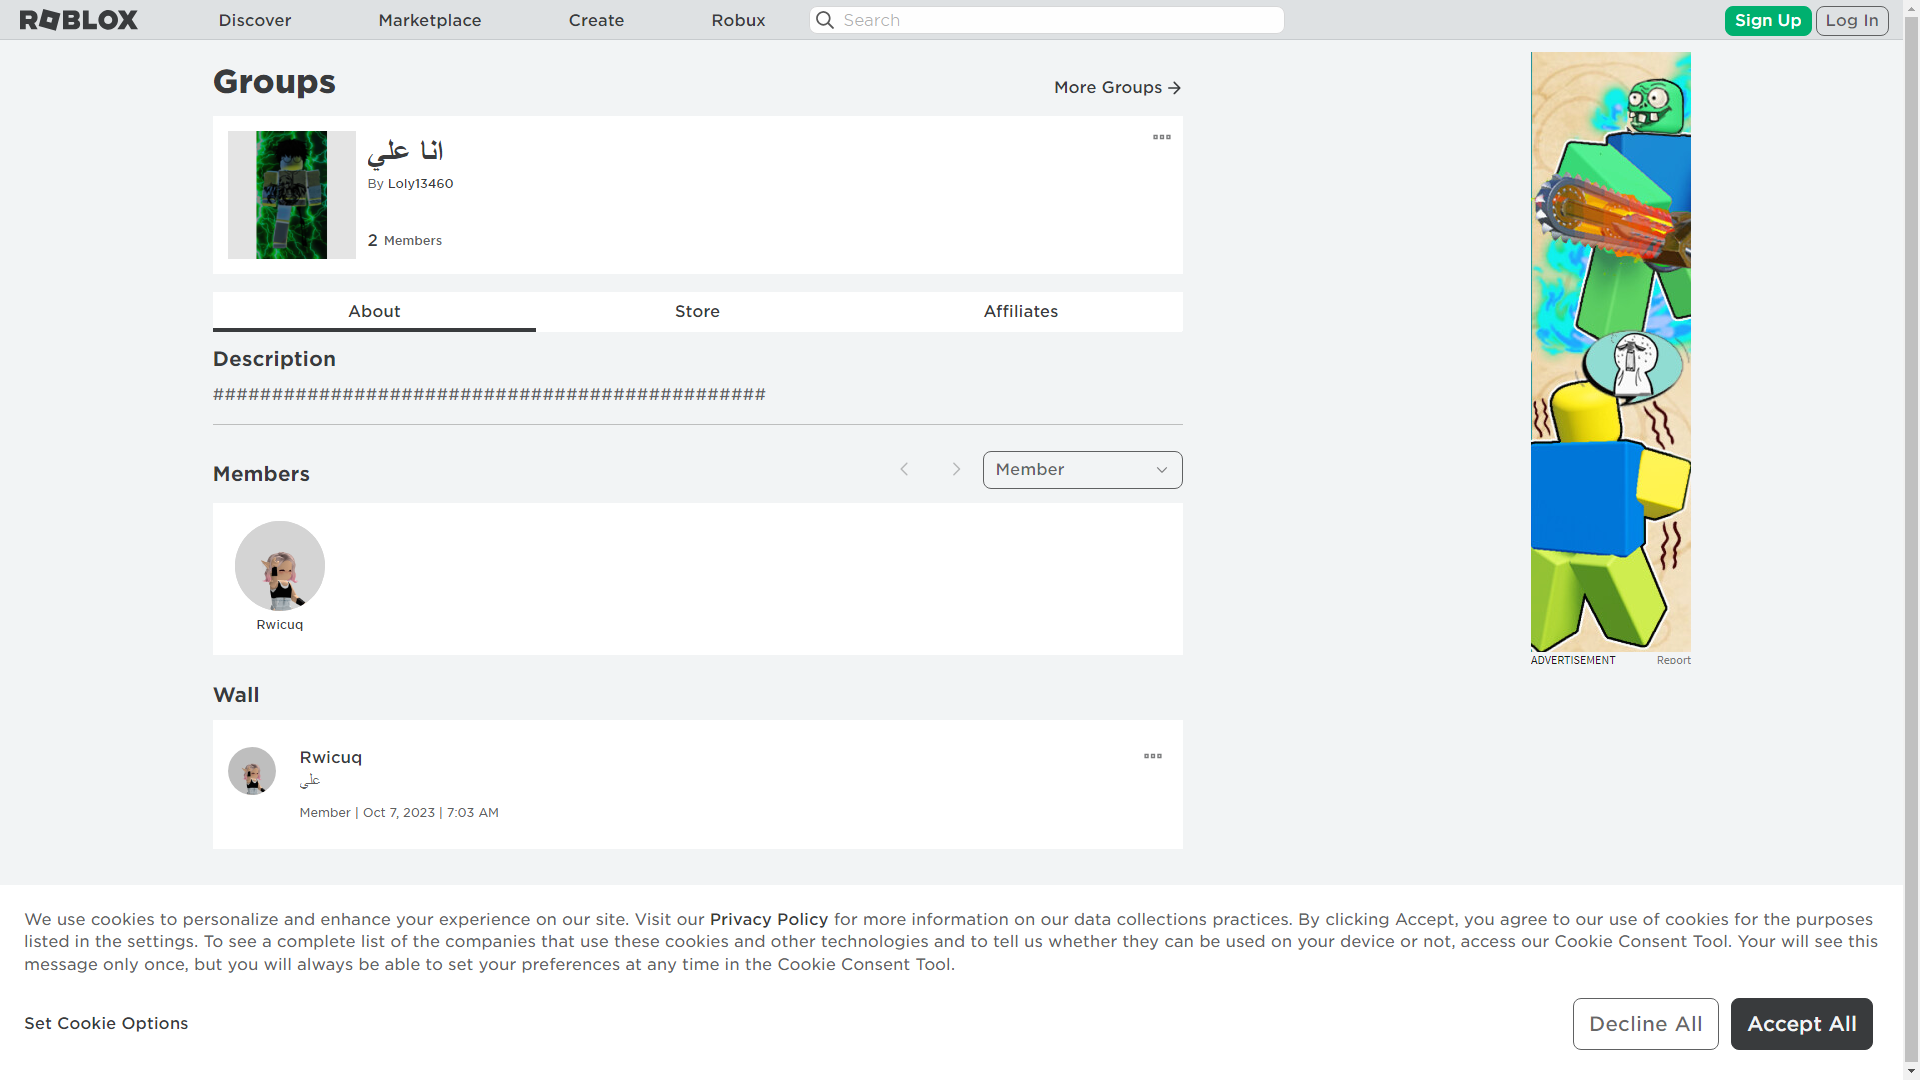 ROBLOX
Discover
Marketplace
Create
Robux
Search
Sign Up
Log In
Groups
More Groups
انا علي
By Loly13460
2 Members
About
Store
Affiliates
Description
###############################################
Members
Member
Rwicuq
Wall
Rwicuq
علي
Member | Oct 7, 2023 | 7:03 AM
ADVERTISEMENT
Report
We use cookies to personalize and enhance your experience on our site. Visit our Privacy Policy for more information on our data collections practices. By clicking Accept, you agree to our use of cookies for the purposes
listed in the settings. To see a complete list of the companies that use these cookies and other technologies and to tell us whether they can be used on your device or not, access our Cookie Consent Tool. Your will see this
message only once, but you will always be able to set your preferences at any time in the Cookie Consent Tool.
Set Cookie Options
Decline All
Accept All